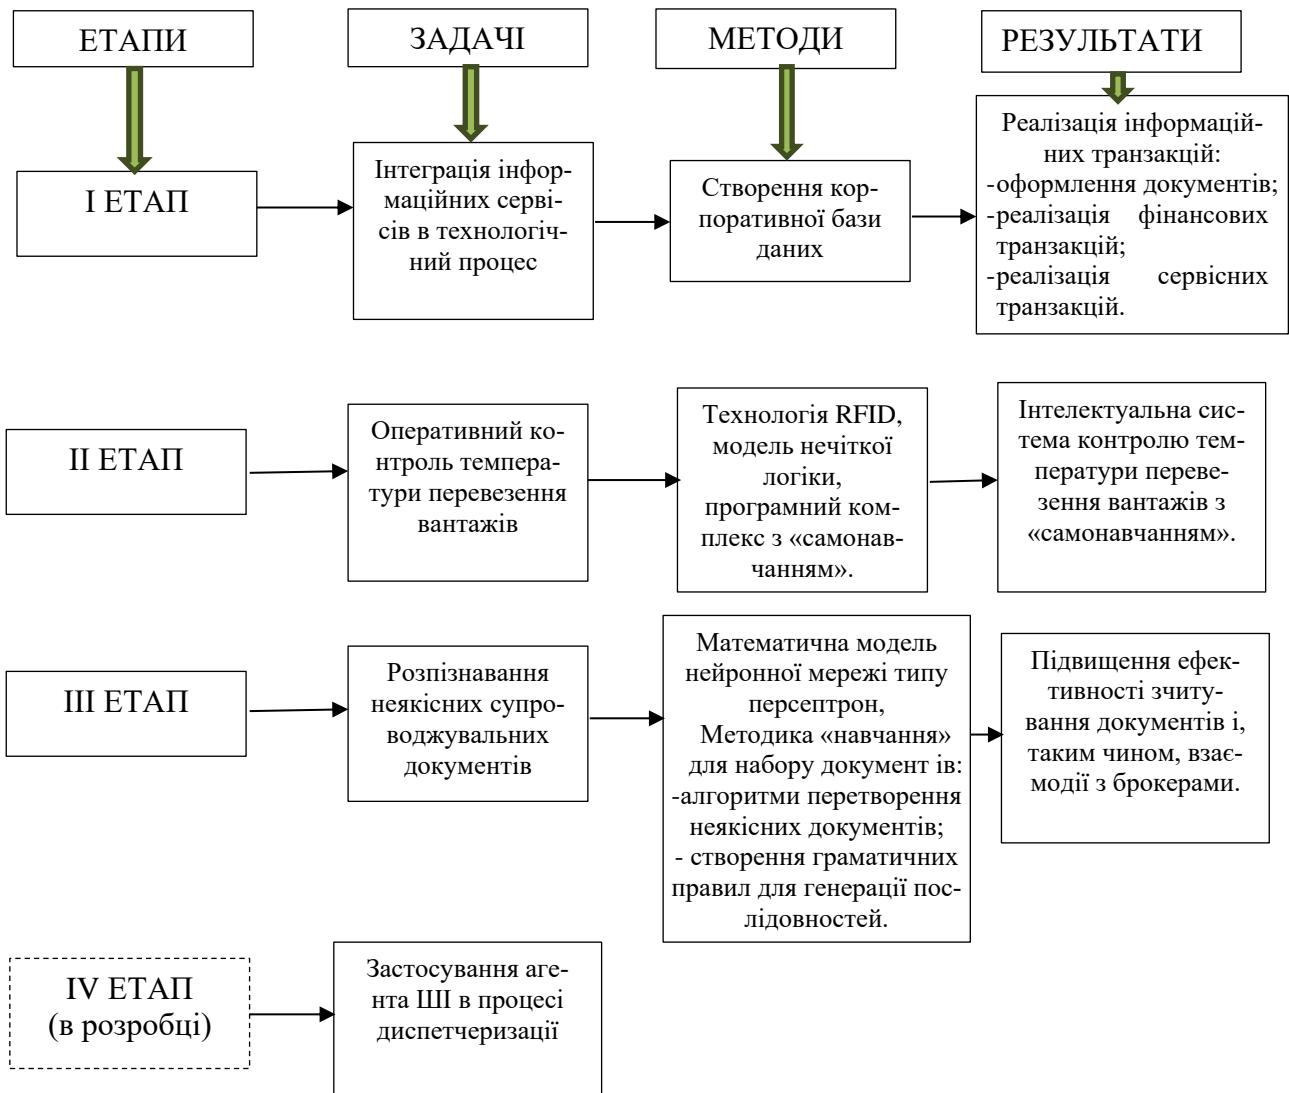 ЕТАПИ
ЗАДАЧІ
МЕТОДИ
РЕЗУЛЬТАТИ
І ЕТАП
Інтеграція інфор-
маційних серві-
сів в технологіч-
ний процес
Створення кор-
поративної бази
даних
Реалізація інформацій-
них транзакцій:
-оформлення документів;
-реалізація фінансових
транзакцій;
-реалізація сервісних
транзакцій.
ІІ ЕТАП
Оперативний ко-
нтроль темпера-
тури перевезення
вантажів
Технологія RFID,
модель нечіткої
логіки,
програмний ком-
плекс з «самонав-
чанням».
Інтелектуальна сис-
тема контролю тем-
ператури переве-
зення вантажів з
«самонавчанням».
ІІІ ЕТАП
Розпізнавання
неякісних супро-
воджувальних
документів
Математична модель
нейронної мережі типу
персептрон,
Методика «навчання»
для набору документ ів:
-алгоритми перетворення
неякісних документів;
- створення граматичних
правил для генерації пос-
лідовностей.
Підвищення ефек-
тивності зчиту-
вання документів і,
таким чином, взає-
модії з брокерами.
IV ЕТАП
(в розробці)
Застосування аге-
нта ШІ в процесі
диспетчеризації